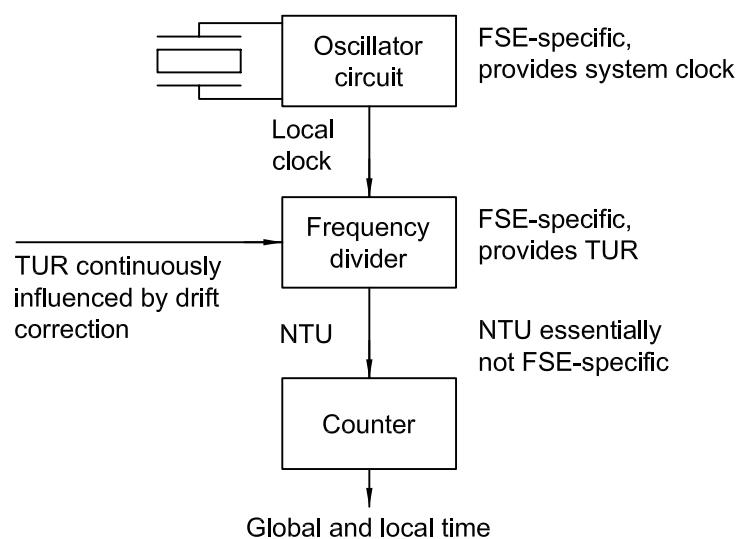 Oscillator
circuit
FSE-specific,
provides system clock
Local
clock
Frequency
divider
FSE-specific,
provides TUR
TUR continuously
influenced by drift
correction
NTU
NTU essentially
not FSE-specific
Counter
Global and local time